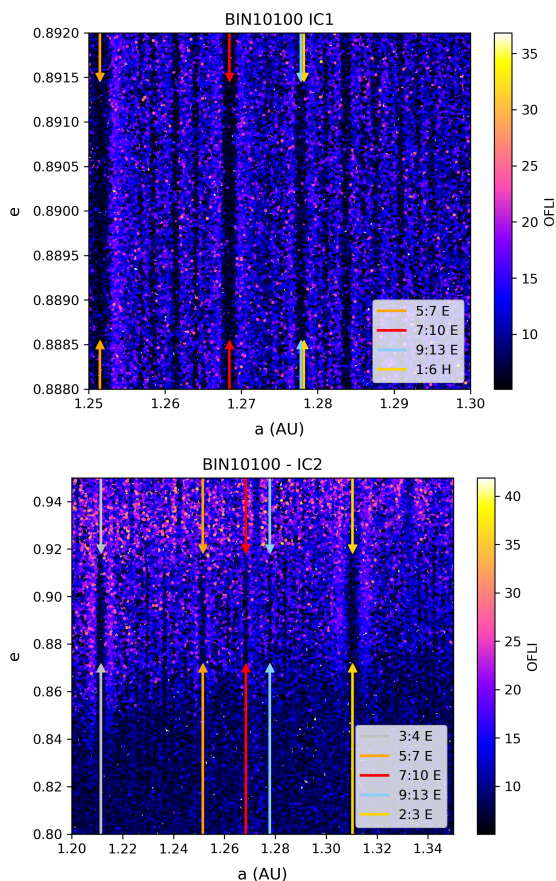 BIN10100 IC1
0.8920
0.8915
0.8910
0.8905
0.8900
0.8895
0.8890
0.8885
0.8880
e
5:7 E
7:10 E
9:13 E
1:6 H
1.25 1.26 1.27 1.28 1.29 1.30
a (AU)
35
30
25
20
15
10
OFLI
BIN10100 - IC2
0.94
0.92
0.90
0.88
0.86
0.84
0.82
0.80
e
3:4 E
5:7 E
7:10 E
9:13 E
2:3 E
1.20 1.22 1.24 1.26 1.28 1.30 1.32 1.34
a (AU)
40
35
30
25
20
15
10
OFLI